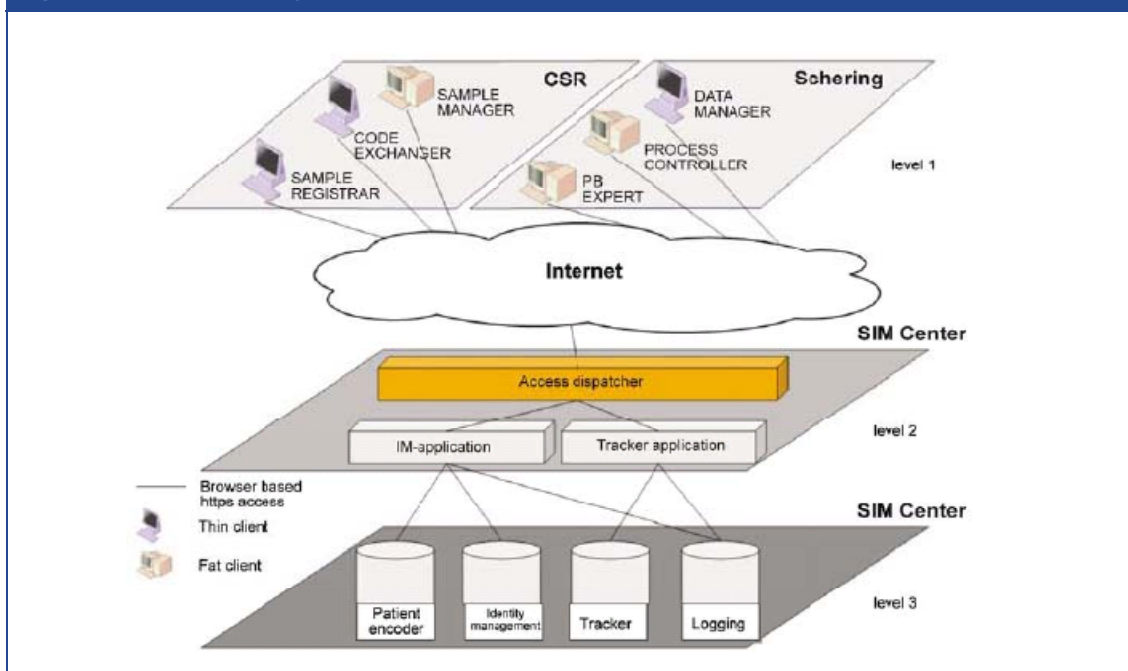 CSR
Schering
SAMPLE
MANAGER
DATA
MANAGER
CODE
EXCHANGER
PROCESS
CONTROLLER
level 1
SAMPLE
REGISTRAR
PB
EXPERT
Internet
SIM Center
Access dispatcher
IM-application
Tracker application
level 2
Browser based
https access
SIM Center
Thin client
Fat client
level 3
Patient
encoder
Identity
management
Tracker
Logging